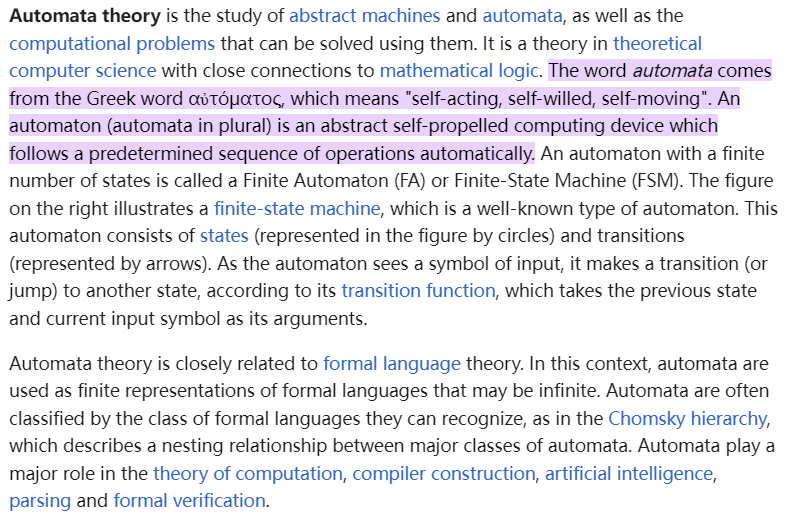 Automata theory is the study of abstract machines and automata, as well as the
computational problems that can be solved using them. It is a theory in theoretical
computer science with close connections to mathematical logic. The word automata comes
from the Greek word αὐτόματος, which means "self-acting, self-willed, self-moving". An
automaton (automata in plural) is an abstract self-propelled computing device which
follows a predetermined sequence of operations automatically. An automaton with a finite
number of states is called a Finite Automaton (FA) or Finite-State Machine (FSM). The figure
on the right illustrates a finite-state machine, which is a well-known type of automaton. This
automaton consists of states (represented in the figure by circles) and transitions
(represented by arrows). As the automaton sees a symbol of input, it makes a transition (or
jump) to another state, according to its transition function, which takes the previous state
and current input symbol as its arguments.
Automata theory is closely related to formal language theory. In this context, automata are
used as finite representations of formal languages that may be infinite. Automata are often
classified by the class of formal languages they can recognize, as in the Chomsky hierarchy,
which describes a nesting relationship between major classes of automata. Automata play a
major role in the theory of computation, compiler construction, artificial intelligence,
parsing and formal verification.